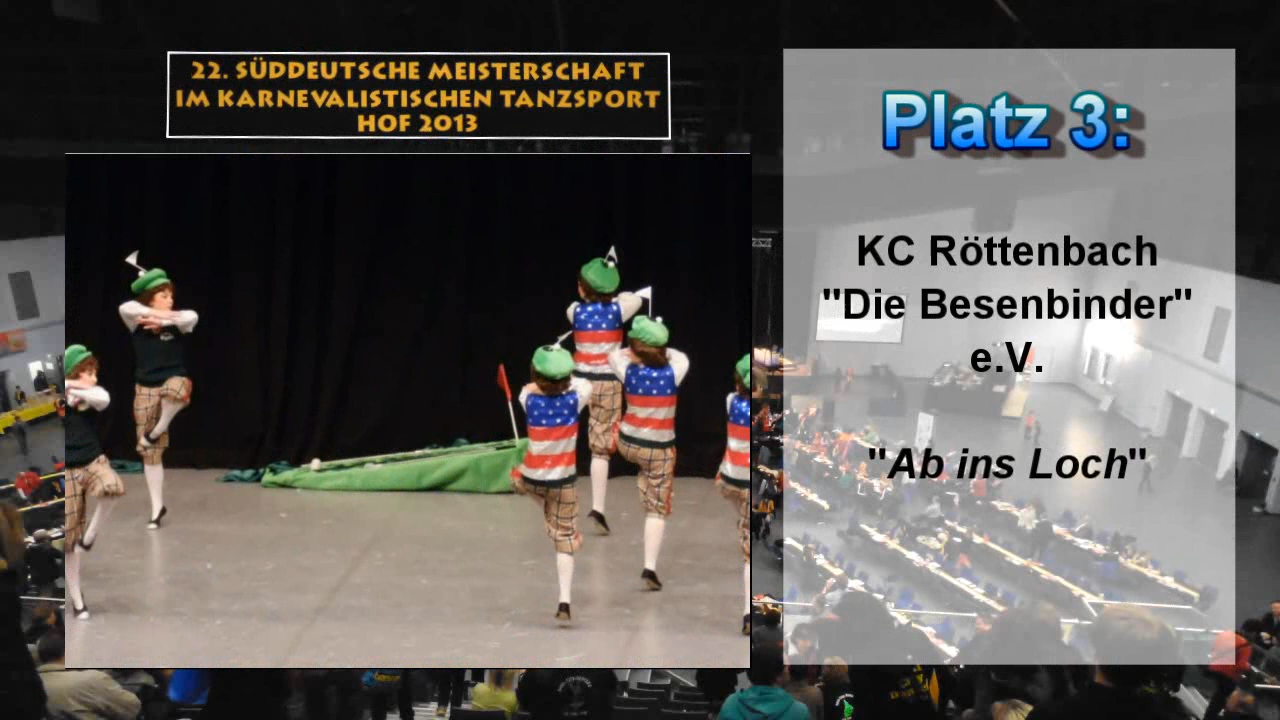 22. SÜDDEUTSCHE MEISTERSCHAFT
IM KARNEVALISTISCHEN TANZSPORT
HOF 2013
Platz 3:
KC Röttenbach
"Die Besenbinder"
e.V.
"Ab ins Loch"